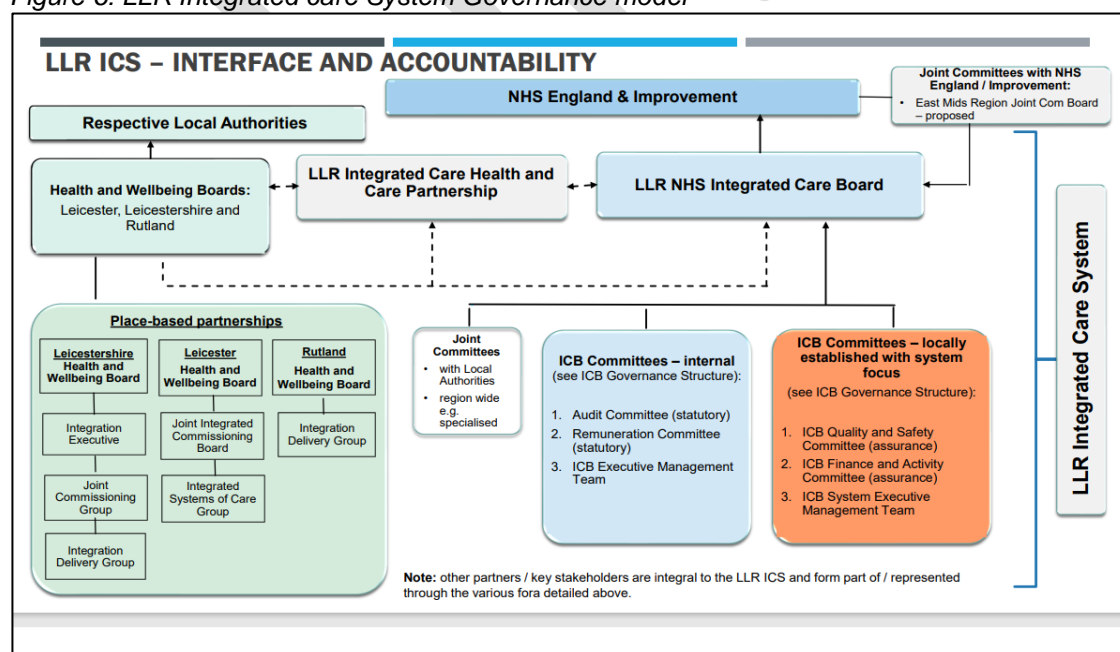 Figure 3: LLR Integrated care System Governance model
LLR ICS – INTERFACE AND ACCOUNTABILITY
NHS England & Improvement
Joint Committees with NHS
England / Improvement:
• East Mids Region Joint Com Board
– proposed
Respective Local Authorities
Health and Wellbeing Boards:
Leicester, Leicestershire and
Rutland
LLR Integrated Care Health and
Care Partnership
LLR NHS Integrated Care Board
LLR Integrated Care System
Place-based partnerships
Leicestershire
Health and
Wellbeing Board
Integration
Executive
Joint
Commissioning
Group
Integration
Delivery Group
Leicester
Health and
Wellbeing Board
Joint Integrated
Commissioning
Board
Integrated
Systems of Care
Group
Rutland
Health and
Wellbeing Board
Integration
Delivery Group
Joint
Committees
• with Local
Authorities
• region wide
e.g.
specialised
ICB Committees – internal
(see ICB Governance Structure):
1. Audit Committee (statutory)
2. Remuneration Committee
(statutory)
3. ICB Executive Management
Team
ICB Committees – locally
established with system
focus
(see ICB Governance Structure):
1. ICB Quality and Safety
Committee (assurance)
2. ICB Finance and Activity
Committee (assurance)
3. ICB System Executive
Management Team
Note: other partners / key stakeholders are integral to the LLR ICS and form part of / represented
through the various fora detailed above.